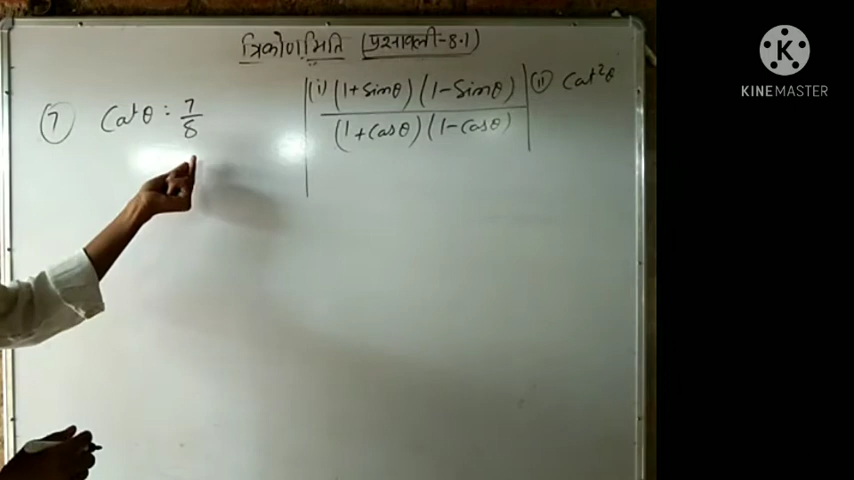 त्रिकोणमिति (प्रश्नावली-8.1)
(7) Cotθ = 7/8
(i) (1+Sinθ) (1-Sinθ) / (1+Cosθ) (1-Cosθ)
(ii) Cot²θ
K
KINEMASTER